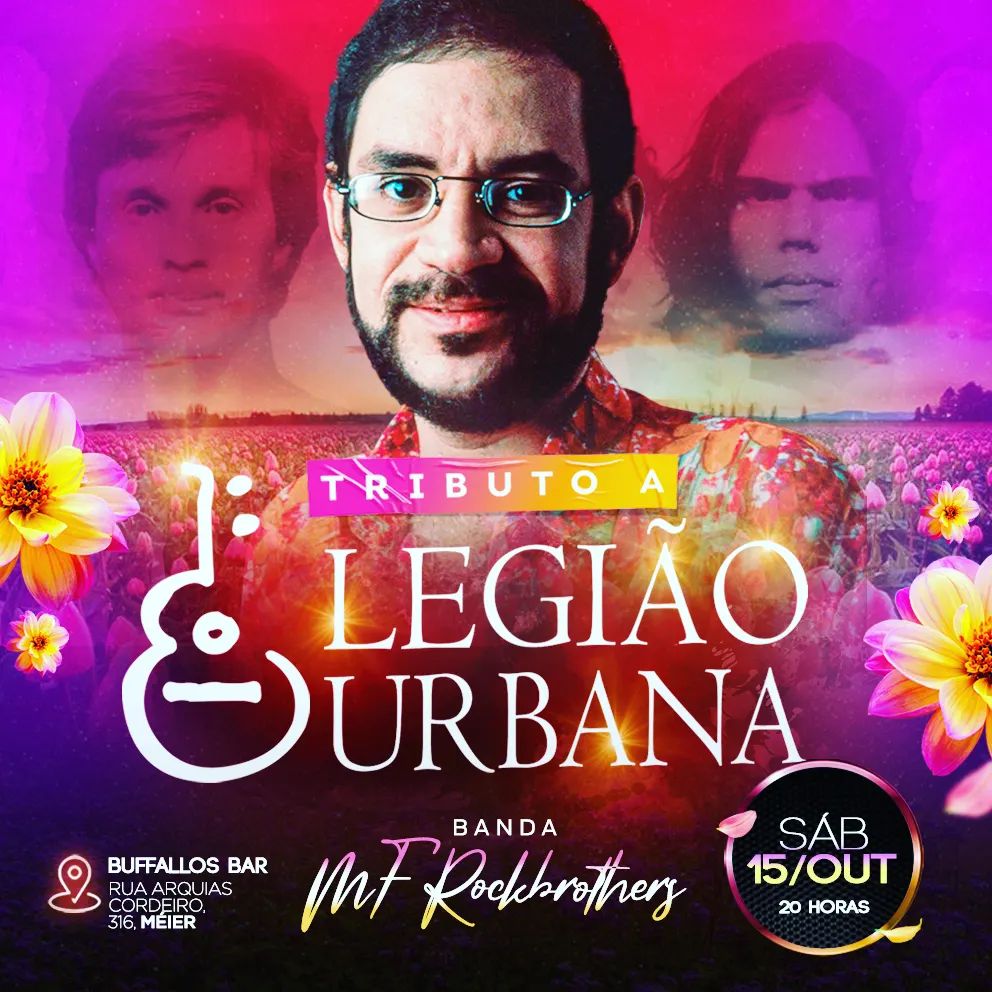 TRIBUTO A
LEGIÃO
URBANA
BANDA
MF Rockbrothers
BUFFALLOS BAR
RUA ARQUIAS
CORDEIRO,
316, MÉIER
SÁB
15/OUT
20 HORAS